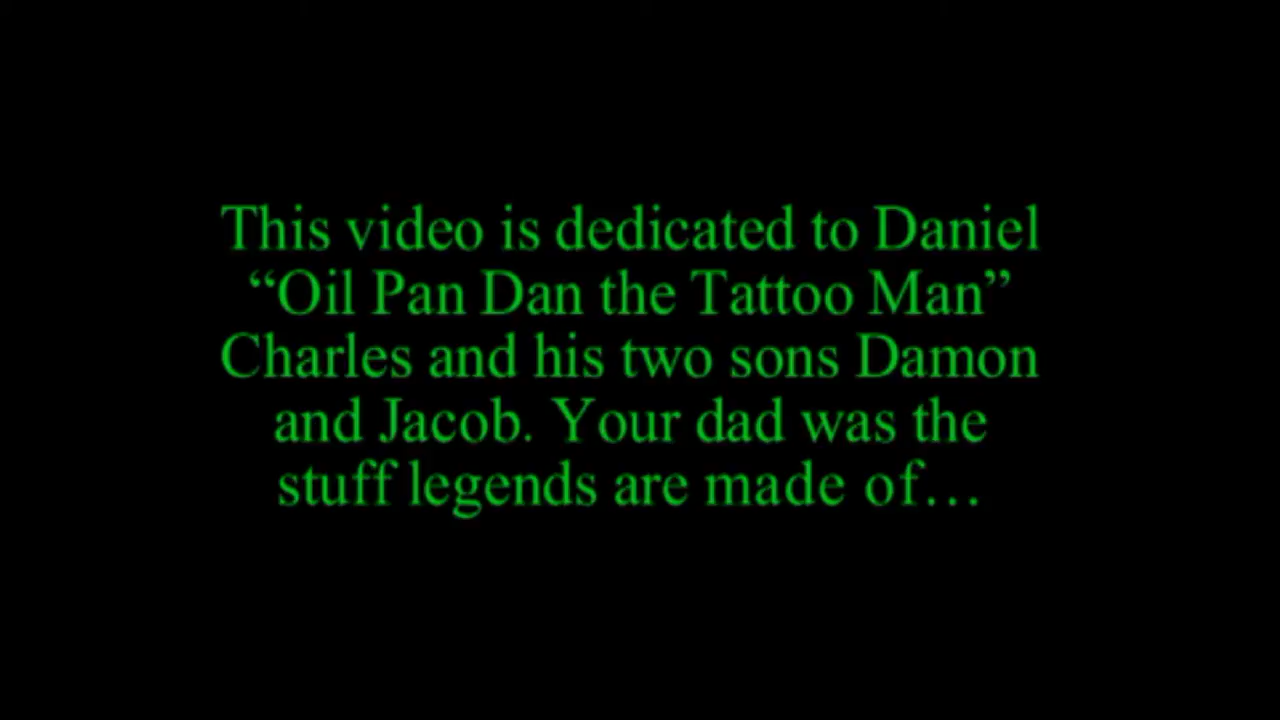 This video is dedicated to Daniel
“Oil Pan Dan the Tattoo Man”
Charles and his two sons Damon
and Jacob. Your dad was the
stuff legends are made of…